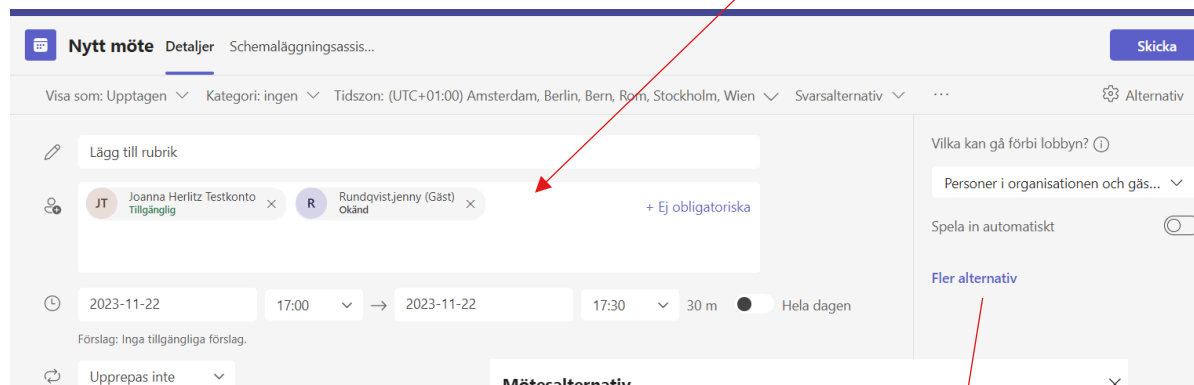 Nytt möte Detaljer Schemaläggningsassis... Skicka
Visa som: Upptagen Kategori: ingen Tidszon: (UTC+01:00) Amsterdam, Berlin, Bern, Rom, Stockholm, Wien Svarsalternativ ... Alternativ
Lägg till rubrik
Vilka kan gå förbi lobbyn?
JT Joanna Herlitz Testkonto
Tillgänglig
R Rundqvist.jenny (Gäst)
Okänd
+ Ej obligatoriska
Personer i organisationen och gäs...
Spela in automatiskt
Fler alternativ
2023-11-22 17:00 → 2023-11-22 17:30 30 m Hela dagen
Förslag: Inga tillgängliga förslag.
Upprepas inte
Mötesalternativ